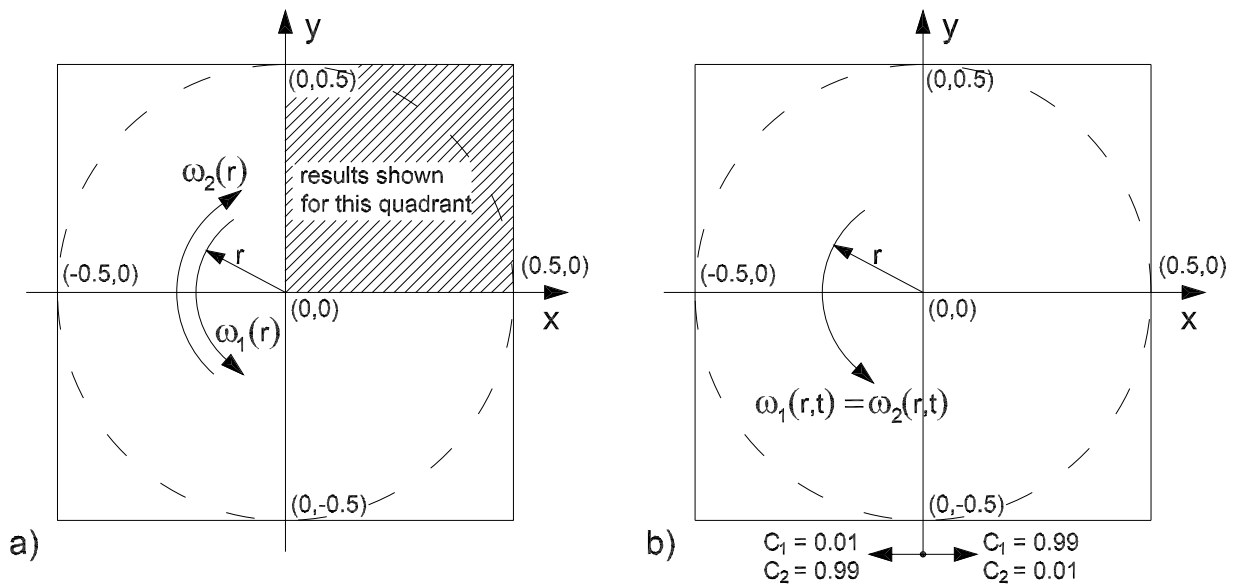 y
(0,0.5)
ω₂(r)
results shown
for this quadrant
r
(-0.5,0)
(0.5,0)
(0,0)
x
ω₁(r)
(0,-0.5)
a)
y
(0,0.5)
r
(-0.5,0)
(0.5,0)
(0,0)
x
ω₁(r,t) = ω₂(r,t)
(0,-0.5)
b)
C₁ = 0.01
C₂ = 0.99
C₁ = 0.99
C₂ = 0.01